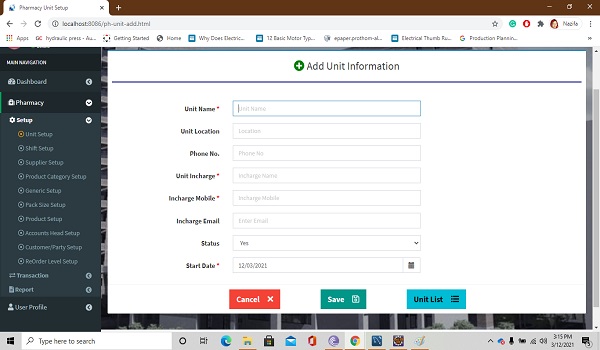 Pharmacy Unit Setup
localhost:8086/ph-unit-add.html
Nazifa
Apps
GC hydraulic press - Au...
Getting Started
Home
Why Does Electric...
12 Basic Motor Typ...
epaper.prothom-alo...
Electrical Thumb Ru...
Production Plannin...
MAIN NAVIGATION
Dashboard
Pharmacy
Setup
Unit Setup
Shift Setup
Supplier Setup
Product Category Setup
Generic Setup
Pack Size Setup
Product Setup
Accounts Head Setup
Customer/Party Setup
ReOrder Level Setup
Transaction
Report
User Profile
Add Unit Information
Unit Name * Unit Name
Unit Location Location
Phone No. Phone No
Unit Incharge * Incharge Name
Incharge Mobile * Incharge Mobile
Incharge Email Enter Email
Status Yes
Start Date * 12/03/2021
Cancel
Save
Unit List
Type here to search
3:15 PM
3/12/2021